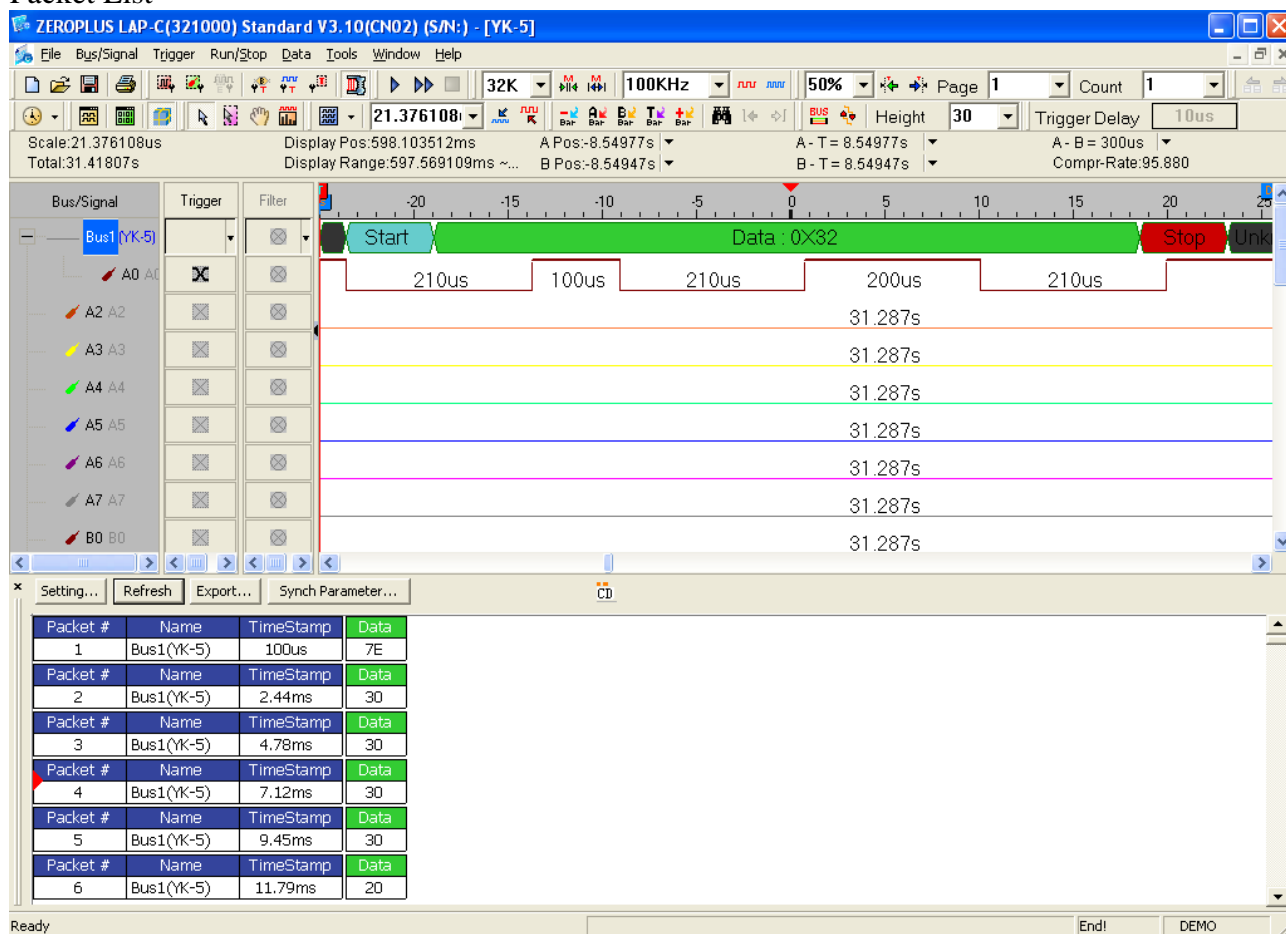 Packet List
ZEROPLUS LAP-C(321000) Standard V3.10(CN02) (S/N:) - [YK-5]
File Bus/Signal Trigger Run/Stop Data Tools Window Help
32K 100KHz 50% Page 1 Count 1
21.376108 Bar Bar Bar Bar Bar BUS Height 30 Trigger Delay 10us
Scale:21.376108us Display Pos:598.103512ms A Pos:-8.54977s A - T = 8.54977s A - B = 300us
Total:31.41807s Display Range:597.569109ms ~... B Pos:-8.54947s B - T = 8.54947s Compr-Rate:95.880
Bus/Signal Trigger Filter -20 -15 -10 -5 0 5 10 15 20 25
Bus1 (YK-5) Start Data : 0X32 Stop Unk
A0 A0 210us 100us 210us 200us 210us
A2 A2 31.287s
A3 A3 31.287s
A4 A4 31.287s
A5 A5 31.287s
A6 A6 31.287s
A7 A7 31.287s
B0 B0 31.287s
Setting... Refresh Export... Synch Parameter... CD
Packet # Name TimeStamp Data
1 Bus1(YK-5) 100us 7E
Packet # Name TimeStamp Data
2 Bus1(YK-5) 2.44ms 30
Packet # Name TimeStamp Data
3 Bus1(YK-5) 4.78ms 30
Packet # Name TimeStamp Data
4 Bus1(YK-5) 7.12ms 30
Packet # Name TimeStamp Data
5 Bus1(YK-5) 9.45ms 30
Packet # Name TimeStamp Data
6 Bus1(YK-5) 11.79ms 20
Ready End! DEMO